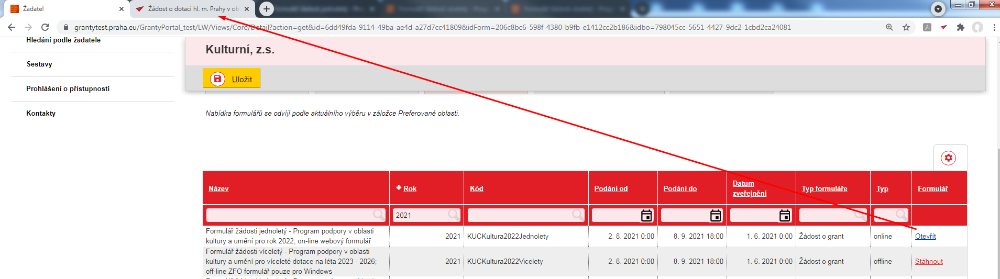 Žadatel
Žádost o dotaci hl. m. Prahy v ob
grantytest.praha.eu/GrantyPortal_test/LW/Views/Core/Detail?action=get&id=6dd49fda-9114-49ba-ae4d-a27d7cc41809&idForm=206c8bc6-598f-4380-b9fb-e1412cc2b186&idbo=798045cc-5651-4427-9dc2-1cbd2ca24081
Hledání podle žadatele
Sestavy
Prohlášení o přístupnosti
Kontakty
Kulturní, z.s.
Uložit
Nabídka formulářů se odvíjí podle aktuálního výběru v záložce Preferované oblasti.
Název Rok Kód Podání od Podání do Datum zveřejnění Typ formuláře Typ Formulář
2021
Formulář žádosti jednoletý - Program podpory v oblasti
kultury a umění pro rok 2022; on-line webový formulář
2021 KUCKultura2022Jednolety 2. 8. 2021 0:00 8. 9. 2021 18:00 1. 6. 2021 0:00 Žádost o grant online Otevřít
Formulář žádosti víceletý - Program podpory v oblasti
kultury a umění pro víceleté dotace na léta 2023 - 2026;
off-line ZFO formulář pouze pro Windows
2021 KUCKultura2022Vicelety 2. 8. 2021 0:00 8. 9. 2021 18:00 1. 6. 2021 0:00 Žádost o grant offline Stáhnout